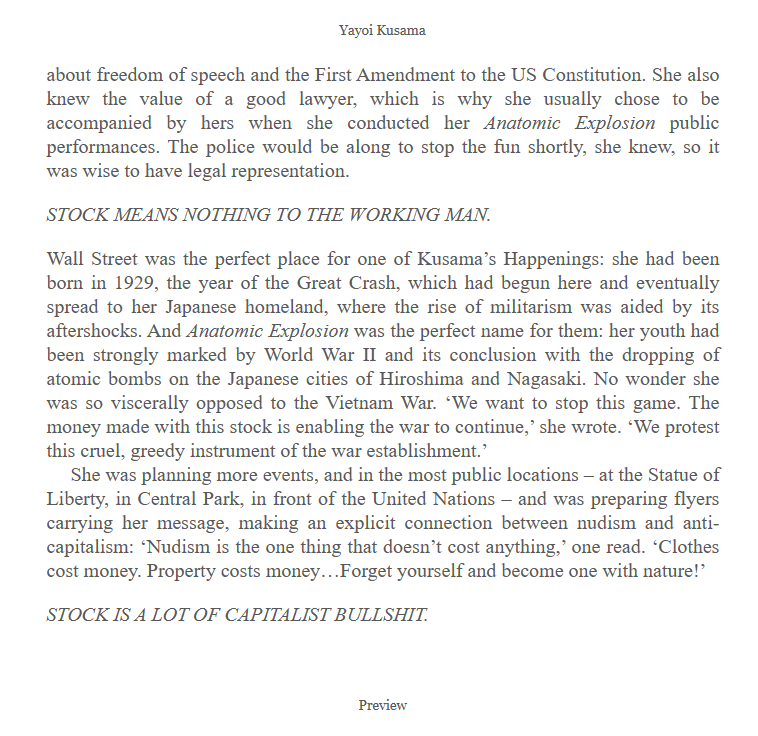 Yayoi Kusama
about freedom of speech and the First Amendment to the US Constitution. She also
knew the value of a good lawyer, which is why she usually chose to be
accompanied by hers when she conducted her Anatomic Explosion public
performances. The police would be along to stop the fun shortly, she knew, so it
was wise to have legal representation.
STOCK MEANS NOTHING TO THE WORKING MAN.
Wall Street was the perfect place for one of Kusama’s Happenings: she had been
born in 1929, the year of the Great Crash, which had begun here and eventually
spread to her Japanese homeland, where the rise of militarism was aided by its
aftershocks. And Anatomic Explosion was the perfect name for them: her youth had
been strongly marked by World War II and its conclusion with the dropping of
atomic bombs on the Japanese cities of Hiroshima and Nagasaki. No wonder she
was so viscerally opposed to the Vietnam War. ‘We want to stop this game. The
money made with this stock is enabling the war to continue,’ she wrote. ‘We protest
this cruel, greedy instrument of the war establishment.’
She was planning more events, and in the most public locations – at the Statue of
Liberty, in Central Park, in front of the United Nations – and was preparing flyers
carrying her message, making an explicit connection between nudism and anti-
capitalism: ‘Nudism is the one thing that doesn’t cost anything,’ one read. ‘Clothes
cost money. Property costs money…Forget yourself and become one with nature!’
STOCK IS A LOT OF CAPITALIST BULLSHIT.
Preview